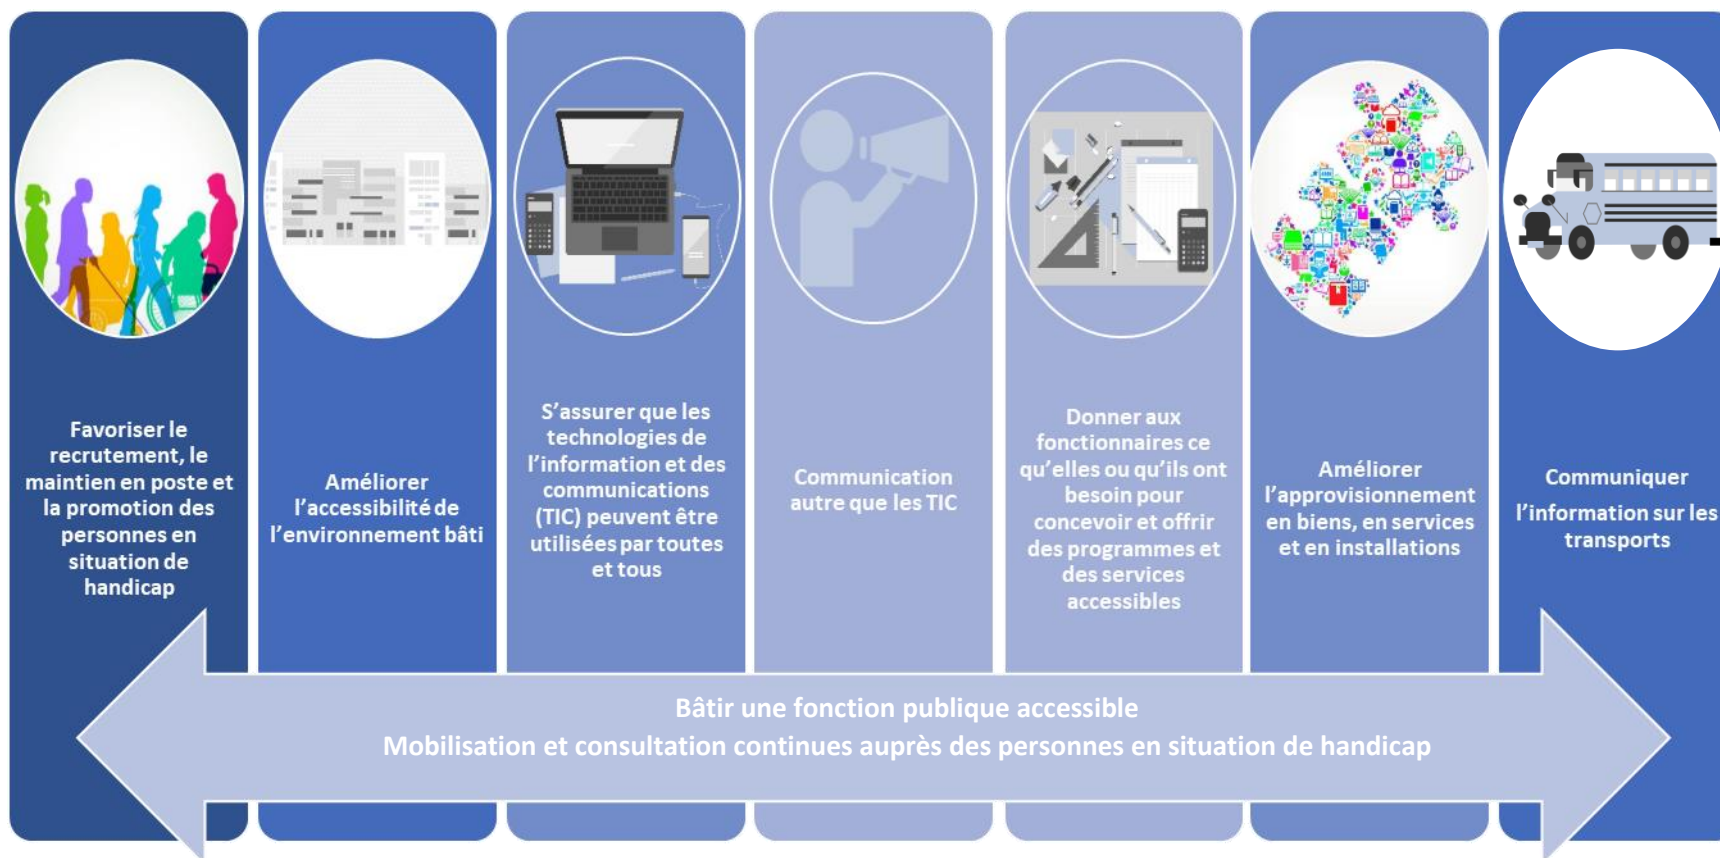 Favoriser le
recrutement, le
maintien en poste et
la promotion des
personnes en
situation de
handicap
Améliorer
l’accessibilité de
l’environnement bâti
S’assurer que les
technologies de
l’information et des
communications
(TIC) peuvent être
utilisées par toutes
et tous
Communication
autre que les TIC
Donner aux
fonctionnaires ce
qu’elles ou qu’ils ont
besoin pour
concevoir et offrir
des programmes et
des services
accessibles
Améliorer
l’approvisionnement
en biens, en services
et en installations
Communiquer
l’information sur les
transports
Bâtir une fonction publique accessible
Mobilisation et consultation continues auprès des personnes en situation de handicap